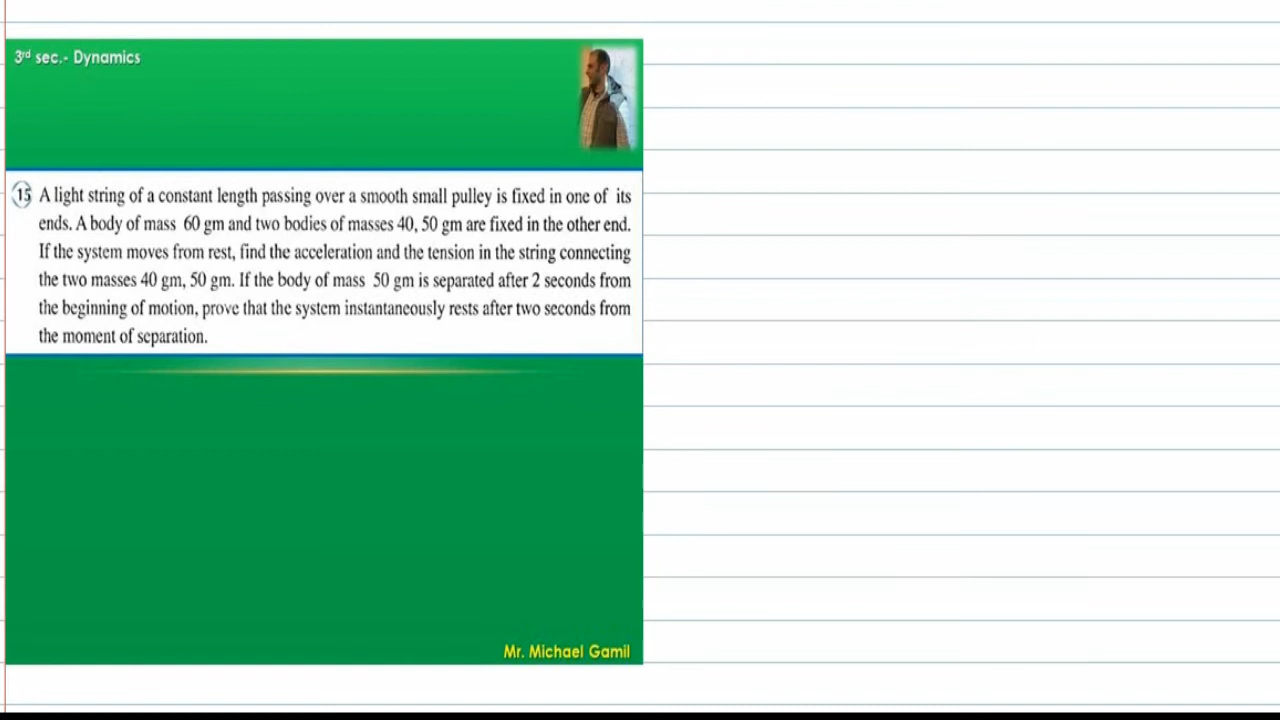 3rd sec.- Dynamics
15 A light string of a constant length passing over a smooth small pulley is fixed in one of its
ends. A body of mass 60 gm and two bodies of masses 40, 50 gm are fixed in the other end.
If the system moves from rest, find the acceleration and the tension in the string connecting
the two masses 40 gm, 50 gm. If the body of mass 50 gm is separated after 2 seconds from
the beginning of motion, prove that the system instantaneously rests after two seconds from
the moment of separation.
Mr. Michael Gamil